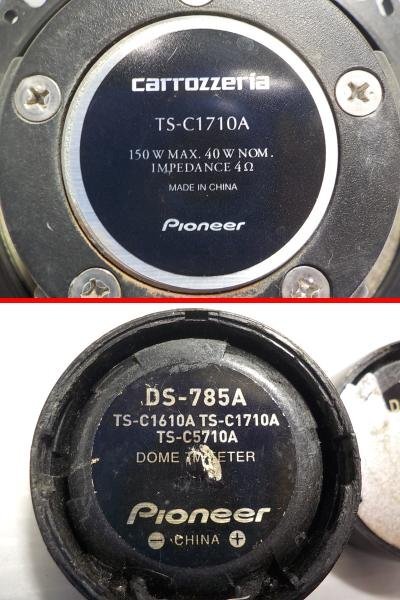 carrozzeria
TS-C1710A
150 W MAX. 40 W NOM.
IMPEDANCE 4Ω
MADE IN CHINA
Pioneer
DS-785A
TS-C1610A TS-C1710A
TS-C5710A
DOME TWEETER
Pioneer
− CHINA +